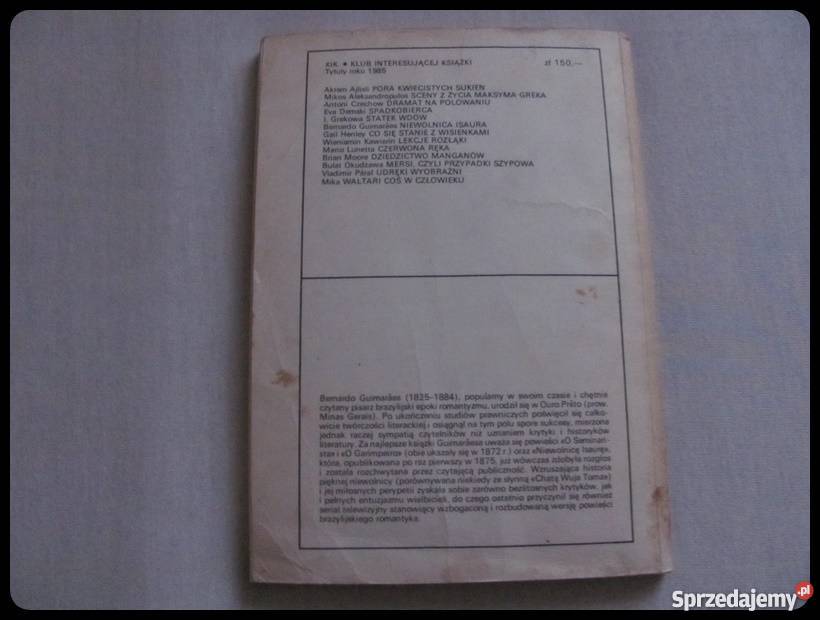 KIK • KLUB INTERESUJĄCEJ KSIĄŻKI zł 150,—
Tytuły roku 1985
Akram Ajlisli PORA KWIECISTYCH SUKIEN
Mikos Aleksandropulos SCENY Z ŻYCIA MAKSYMA GREKA
Antoni Czechow DRAMAT NA POLOWANIU
Eva Demski SPADKOBIERCA
I. Grekowa STATEK WDÓW
Bernardo Guimarães NIEWOLNICA ISAURA
Gail Henley CO SIĘ STANIE Z WISIENKAMI
Wieniamin Kawierin LEKCJE ROZŁĄKI
Mario Lunetta CZERWONA RĘKA
Brian Moore DZIEDZICTWO MANGANÓW
Bułat Okudżawa MERSI, CZYLI PRZYPADKI SZYPOWA
Vladimir Páral UDRĘKI WYOBRAŹNI
Mika WALTARI COŚ W CZŁOWIEKU
Bernardo Guimarães (1825–1884), popularny w swoim czasie i chętnie
czytany pisarz brazylijski epoki romantyzmu, urodził się w Ouro Prêto (prow.
Minas Gerais). Po ukończeniu studiów prawniczych poświęcił się całko-
wicie twórczości literackiej i osiągnął na tym polu spore sukcesy, mierzone
jednak raczej sympatią czytelników niż uznaniem krytyki i historyków
literatury. Za najlepsze książki Guimarãesa uważa się powieści «O Seminari-
sta» i «O Garimpeiro» (obie ukazały się w 1872 r.) oraz «Niewolnicę Isaurę»,
która, opublikowana po raz pierwszy w 1875, już wówczas zdobyła rozgłos
i została rozchwytana przez czytającą publiczność. Wzruszająca historia
pięknej niewolnicy (porównywana niekiedy ze słynną «Chatą Wuja Toma»)
i jej miłosnych perypetii zyskała sobie zarówno bezlitosnych krytyków, jak
i pełnych entuzjazmu wielbicieli, do czego ostatnio przyczynił się również
serial telewizyjny stanowiący wzbogaconą i rozbudowaną wersję powieści
brazylijskiego romantyka.
Sprzedajemy.pl